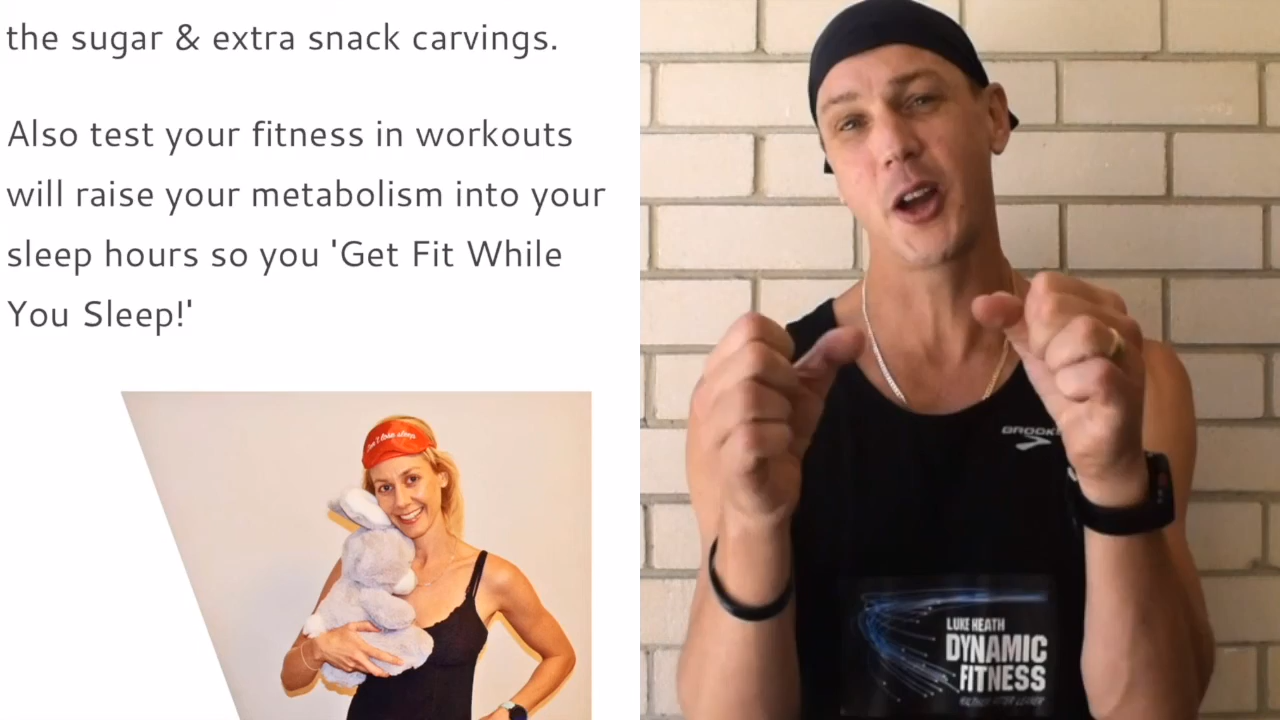 the sugar & extra snack carvings.
Also test your fitness in workouts
will raise your metabolism into your
sleep hours so you 'Get Fit While
You Sleep!'
BROOKS
LUKE HEATH
DYNAMIC
FITNESS